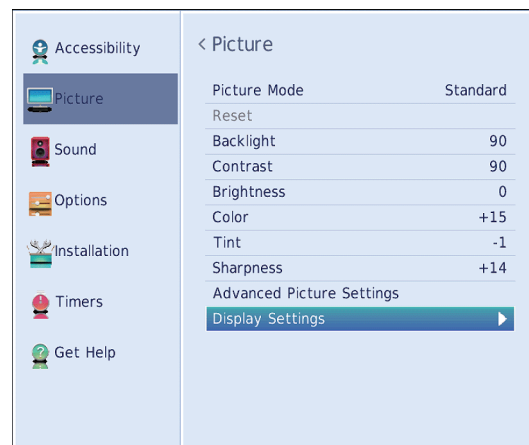 Accessibility
Picture
Sound
Options
Installation
Timers
Get Help
< Picture
Picture Mode Standard
Reset
Backlight 90
Contrast 90
Brightness 0
Color +15
Tint -1
Sharpness +14
Advanced Picture Settings
Display Settings